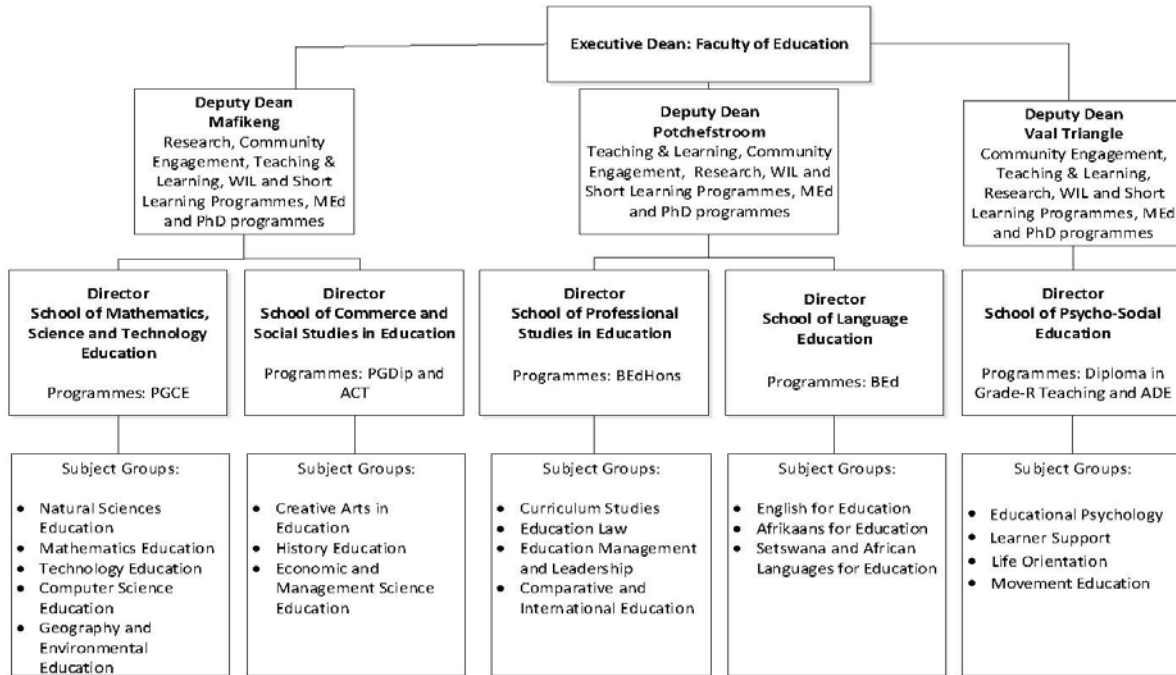 Executive Dean: Faculty of Education
Deputy Dean
Mafikeng
Research, Community
Engagement, Teaching &
Learning, WIL and Short
Learning Programmes, MEd
and PhD programmes
Deputy Dean
Potchefstroom
Teaching & Learning, Community
Engagement, Research, WIL and
Short Learning Programmes, MEd
and PhD programmes
Deputy Dean
Vaal Triangle
Community Engagement,
Teaching & Learning,
Research, WIL and Short
Learning Programmes, MEd
and PhD programmes
Director
School of Mathematics,
Science and Technology
Education
Programmes: PGCE
Director
School of Commerce and
Social Studies in Education
Programmes: PGDip and
ACT
Director
School of Professional
Studies in Education
Programmes: BEdHons
Director
School of Language
Education
Programmes: BEd
Director
School of Psycho-Social
Education
Programmes: Diploma in
Grade-R Teaching and ADE
Subject Groups:
• Natural Sciences
Education
• Mathematics Education
• Technology Education
• Computer Science
Education
• Geography and
Environmental
Education
Subject Groups:
• Creative Arts in
Education
• History Education
• Economic and
Management Science
Education
Subject Groups:
• Curriculum Studies
• Education Law
• Education Management
and Leadership
• Comparative and
International Education
Subject Groups:
• English for Education
• Afrikaans for Education
• Setswana and African
Languages for Education
Subject Groups:
• Educational Psychology
• Learner Support
• Life Orientation
• Movement Education